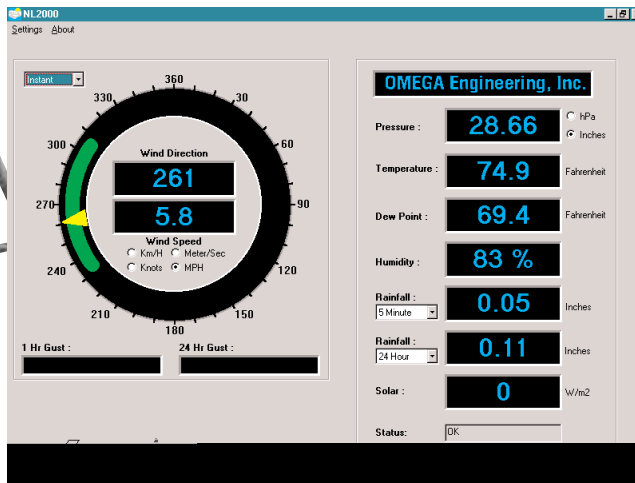 NL2000
Settings About
Instant
360
330 30
300 60
Wind Direction
261
270 90
5.8
Wind Speed
Km/H Meter/Sec
Knots MPH
240 120
210 150
180
1 Hr Gust : 24 Hr Gust :
OMEGA Engineering, Inc.
Pressure : 28.66 hPa
Inches
Temperature : 74.9 Fahrenheit
Dew Point : 69.4 Fahrenheit
Humidity : 83 %
Rainfall :
5 Minute 0.05 Inches
Rainfall :
24 Hour 0.11 Inches
Solar : 0 W/m2
Status: OK